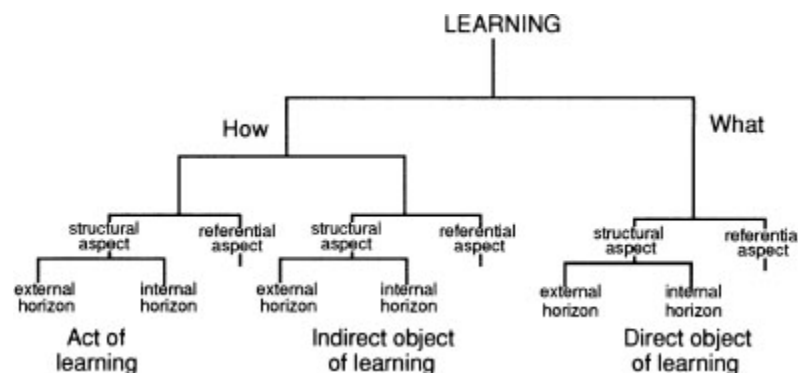 LEARNING
How
What
structural
aspect
referential
aspect
structural
aspect
referential
aspect
structural
aspect
referentia
aspect
external
horizon
internal
horizon
external
horizon
internal
horizon
external
horizon
internal
horizon
Act of
learning
Indirect object
of learning
Direct object
of learning